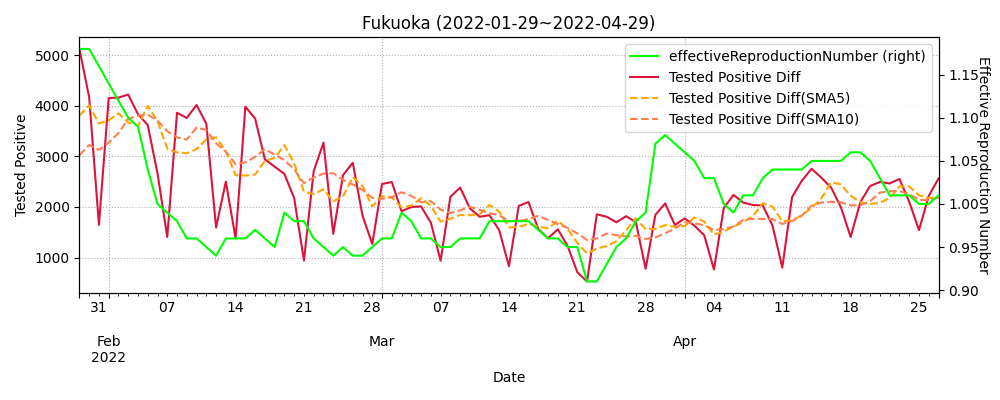 Fukuoka (2022-01-29~2022-04-29)
effectiveReproductionNumber (right)
Tested Positive Diff
Tested Positive Diff(SMA5)
Tested Positive Diff(SMA10)
Tested Positive
5000
4000
3000
2000
1000
Effective Reproduction Number
1.15
1.10
1.05
1.00
0.95
0.90
31 07 14 21 28 07 14 21 28 04 11 18 25
Feb Mar Apr
2022
Date